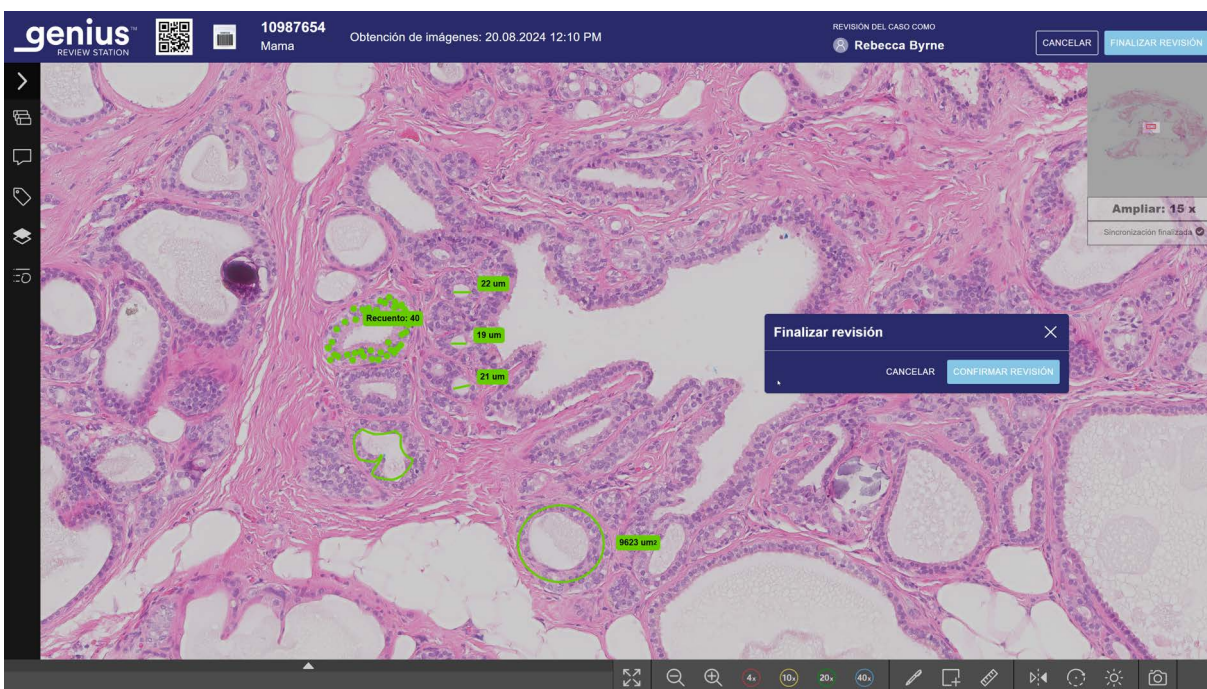 genius™
REVIEW STATION
10987654
Mama
Obtención de imágenes: 20.08.2024 12:10 PM
REVISIÓN DEL CASO COMO
Rebecca Byrne
CANCELAR
FINALIZAR REVISIÓN
Ampliar: 15 x
Sincronización finalizada
22 um
Recuento: 40
19 um
21 um
Finalizar revisión
CANCELAR
CONFIRMAR REVISIÓN
9623 um2
4x
10x
20x
40x